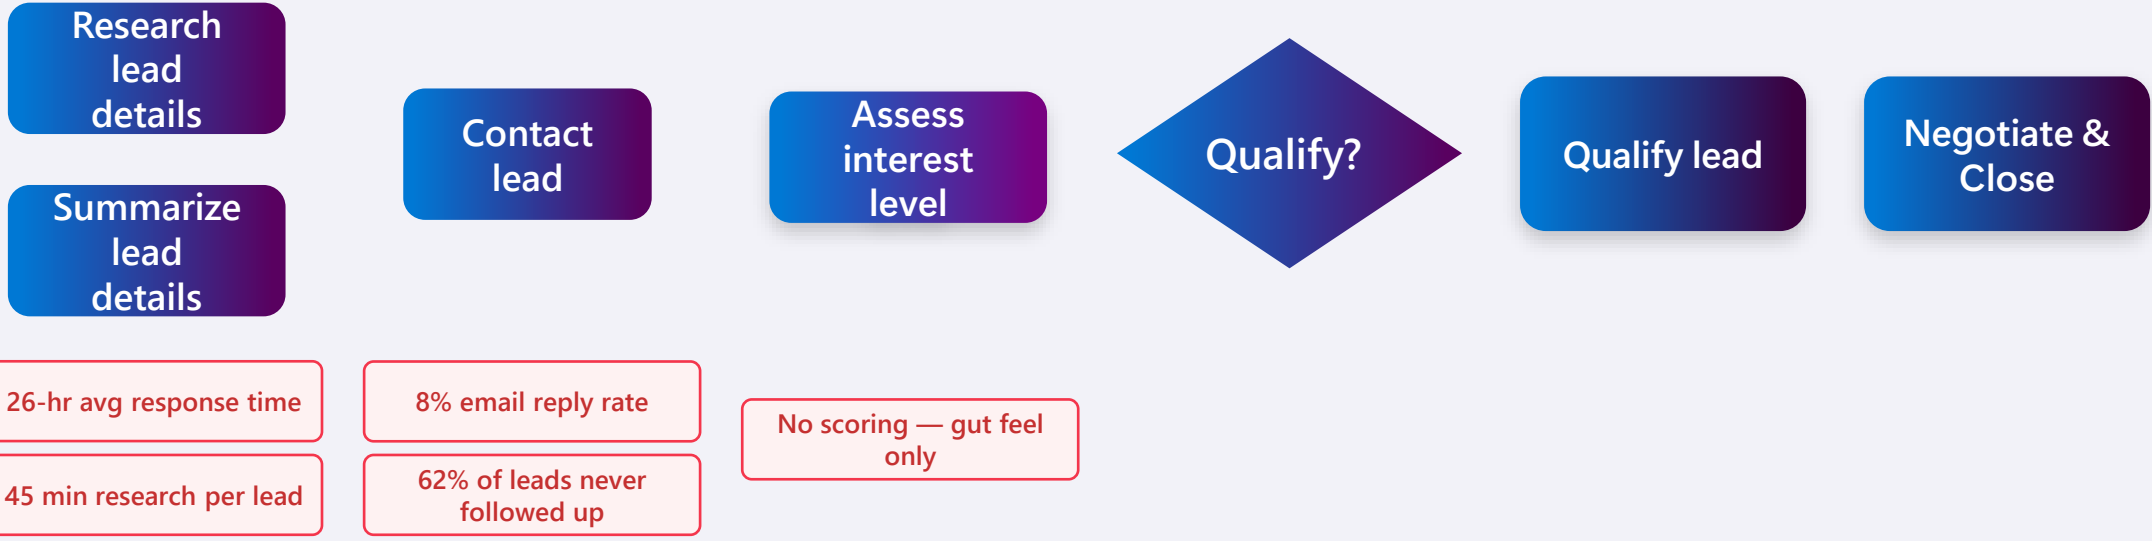 Research
lead
details
Summarize
lead
details
Contact
lead
Assess
interest
level
Qualify?
Qualify lead
Negotiate &
Close
26-hr avg response time
45 min research per lead
8% email reply rate
62% of leads never
followed up
No scoring — gut feel
only